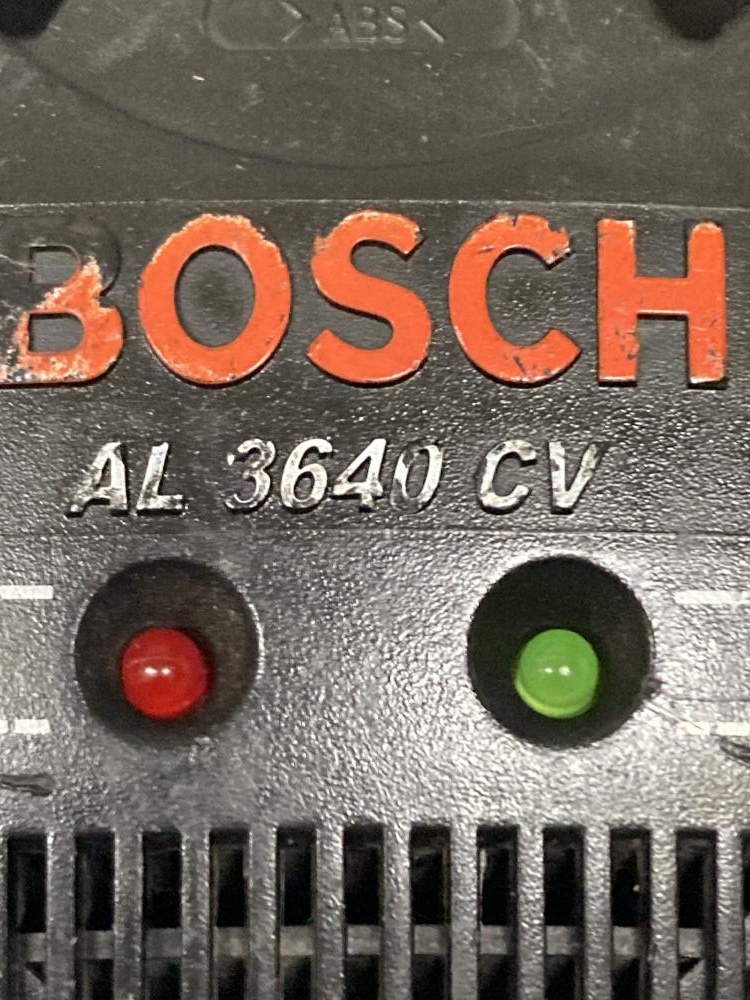 >ABS<
BOSCH
AL 3640 CV